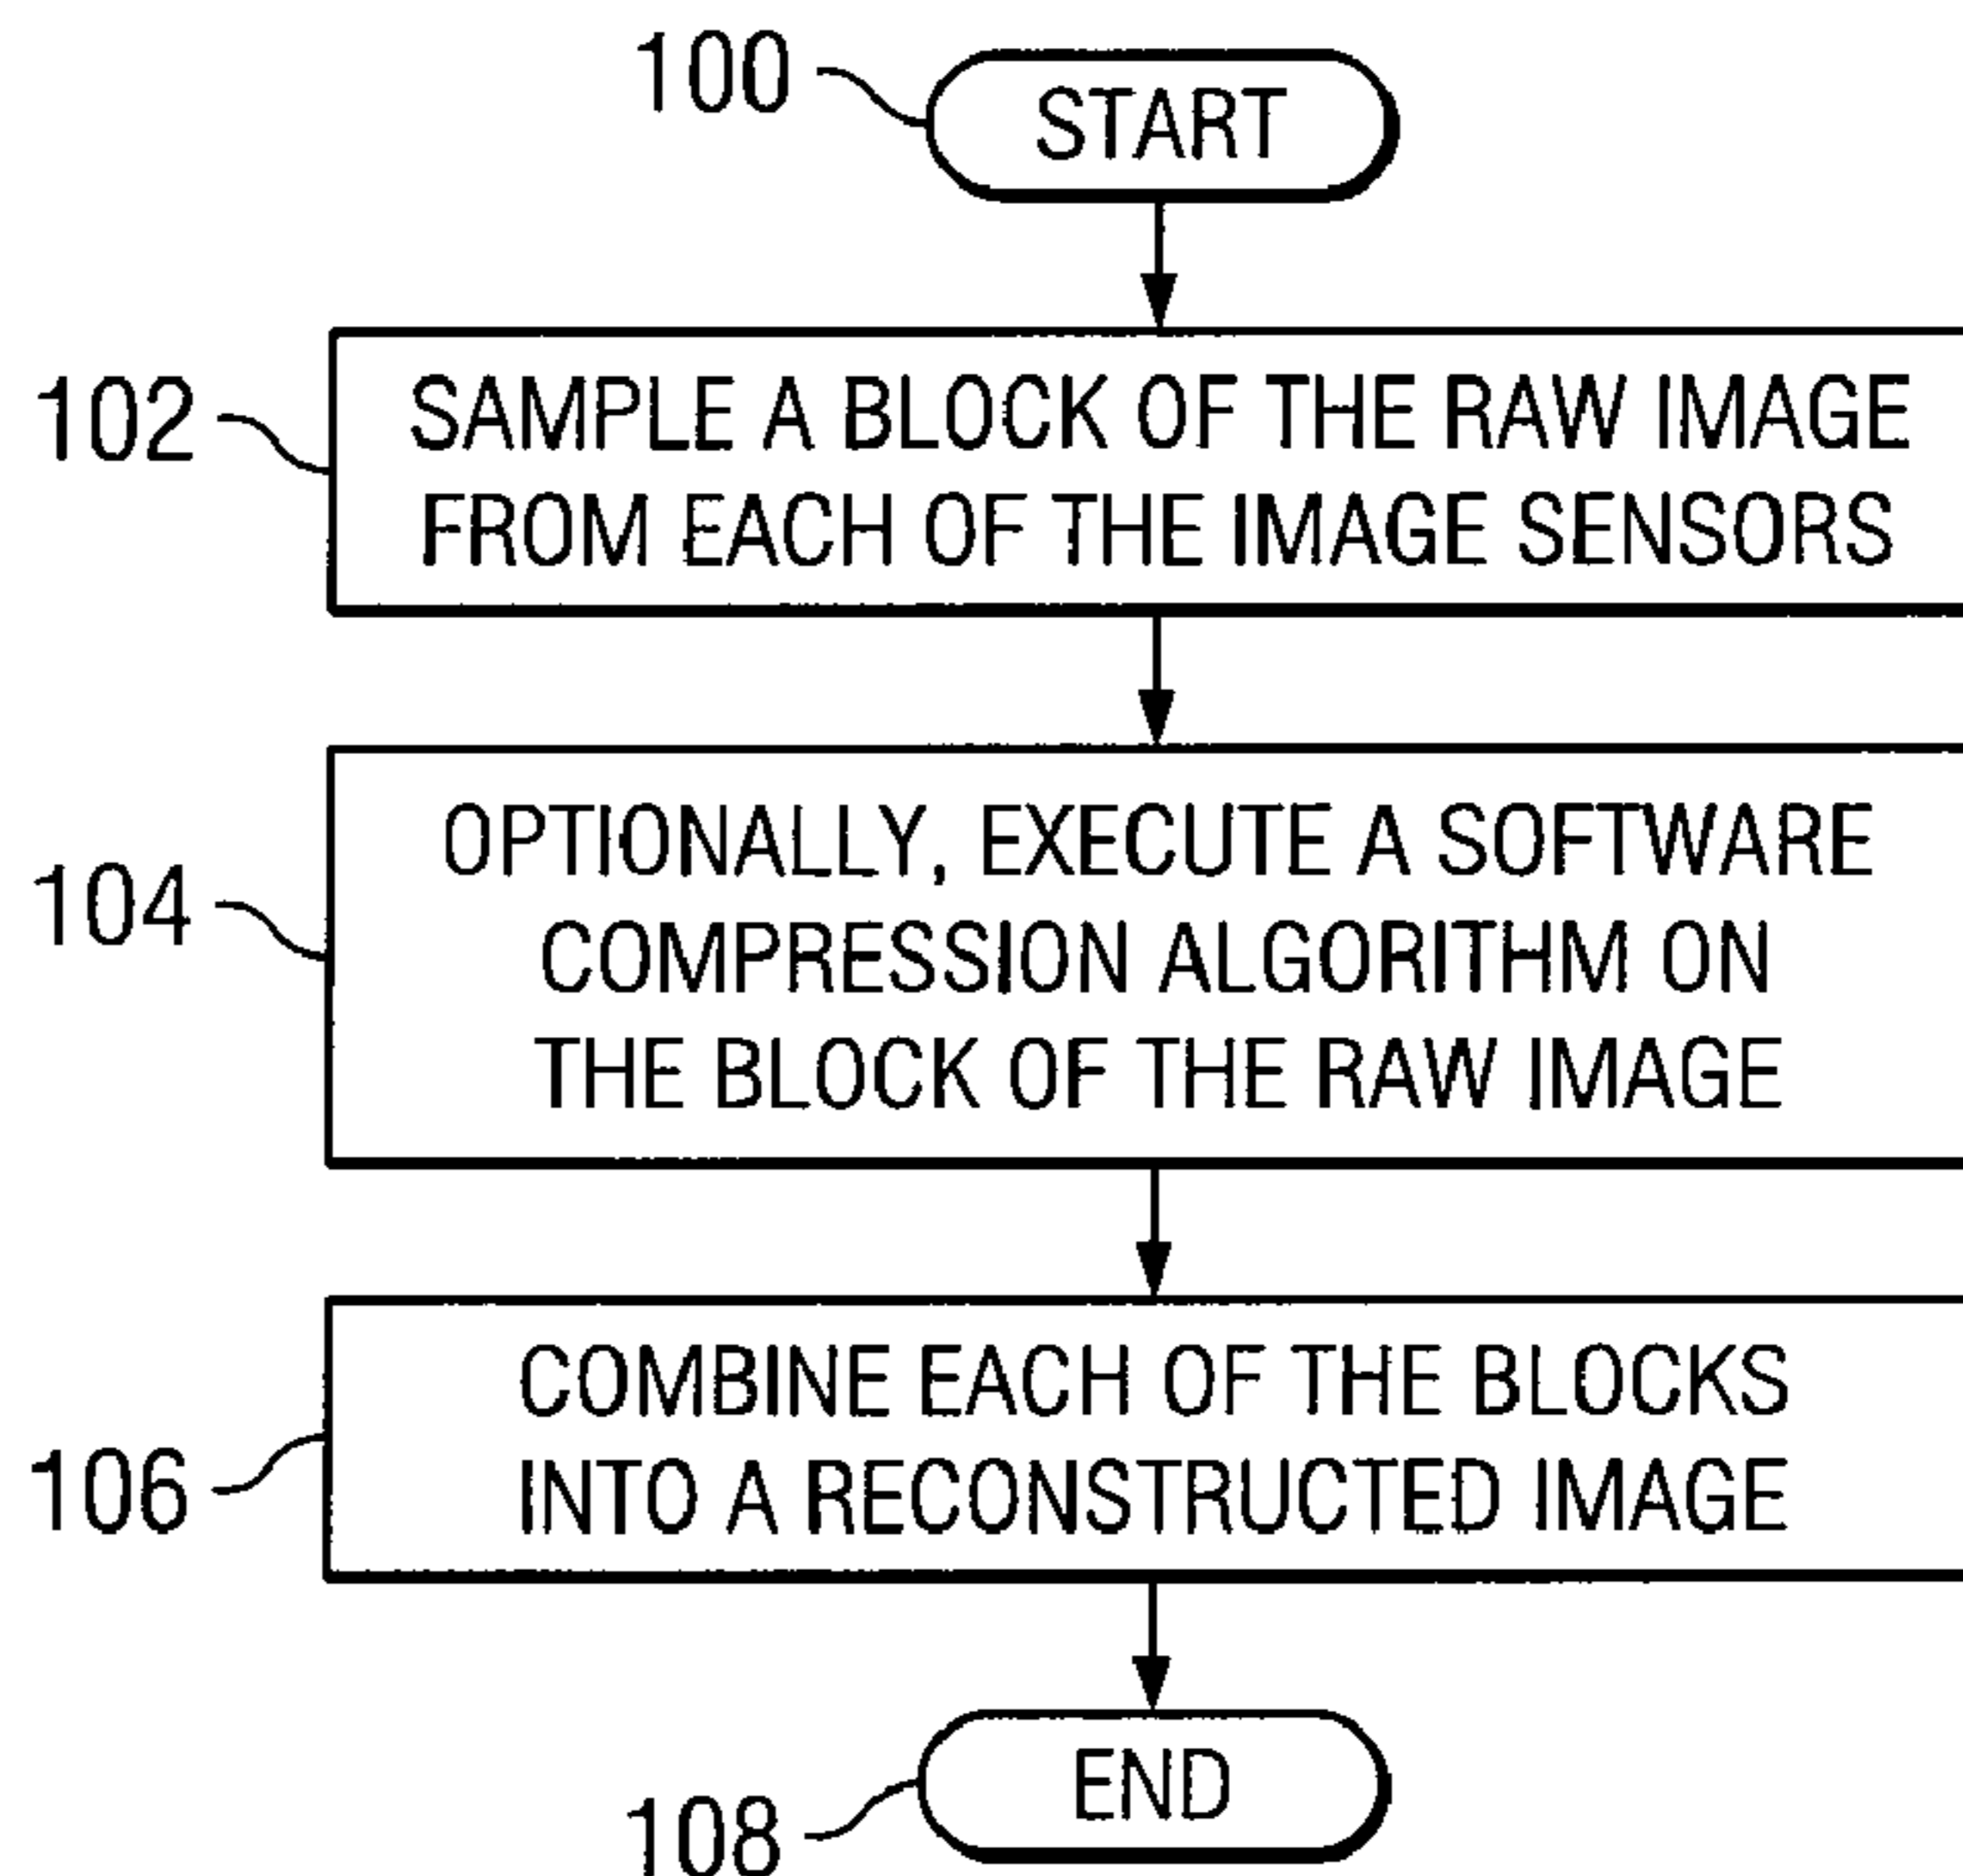 100
START
102
SAMPLE A BLOCK OF THE RAW IMAGE
FROM EACH OF THE IMAGE SENSORS
104
OPTIONALLY, EXECUTE A SOFTWARE
COMPRESSION ALGORITHM ON
THE BLOCK OF THE RAW IMAGE
106
COMBINE EACH OF THE BLOCKS
INTO A RECONSTRUCTED IMAGE
108
END